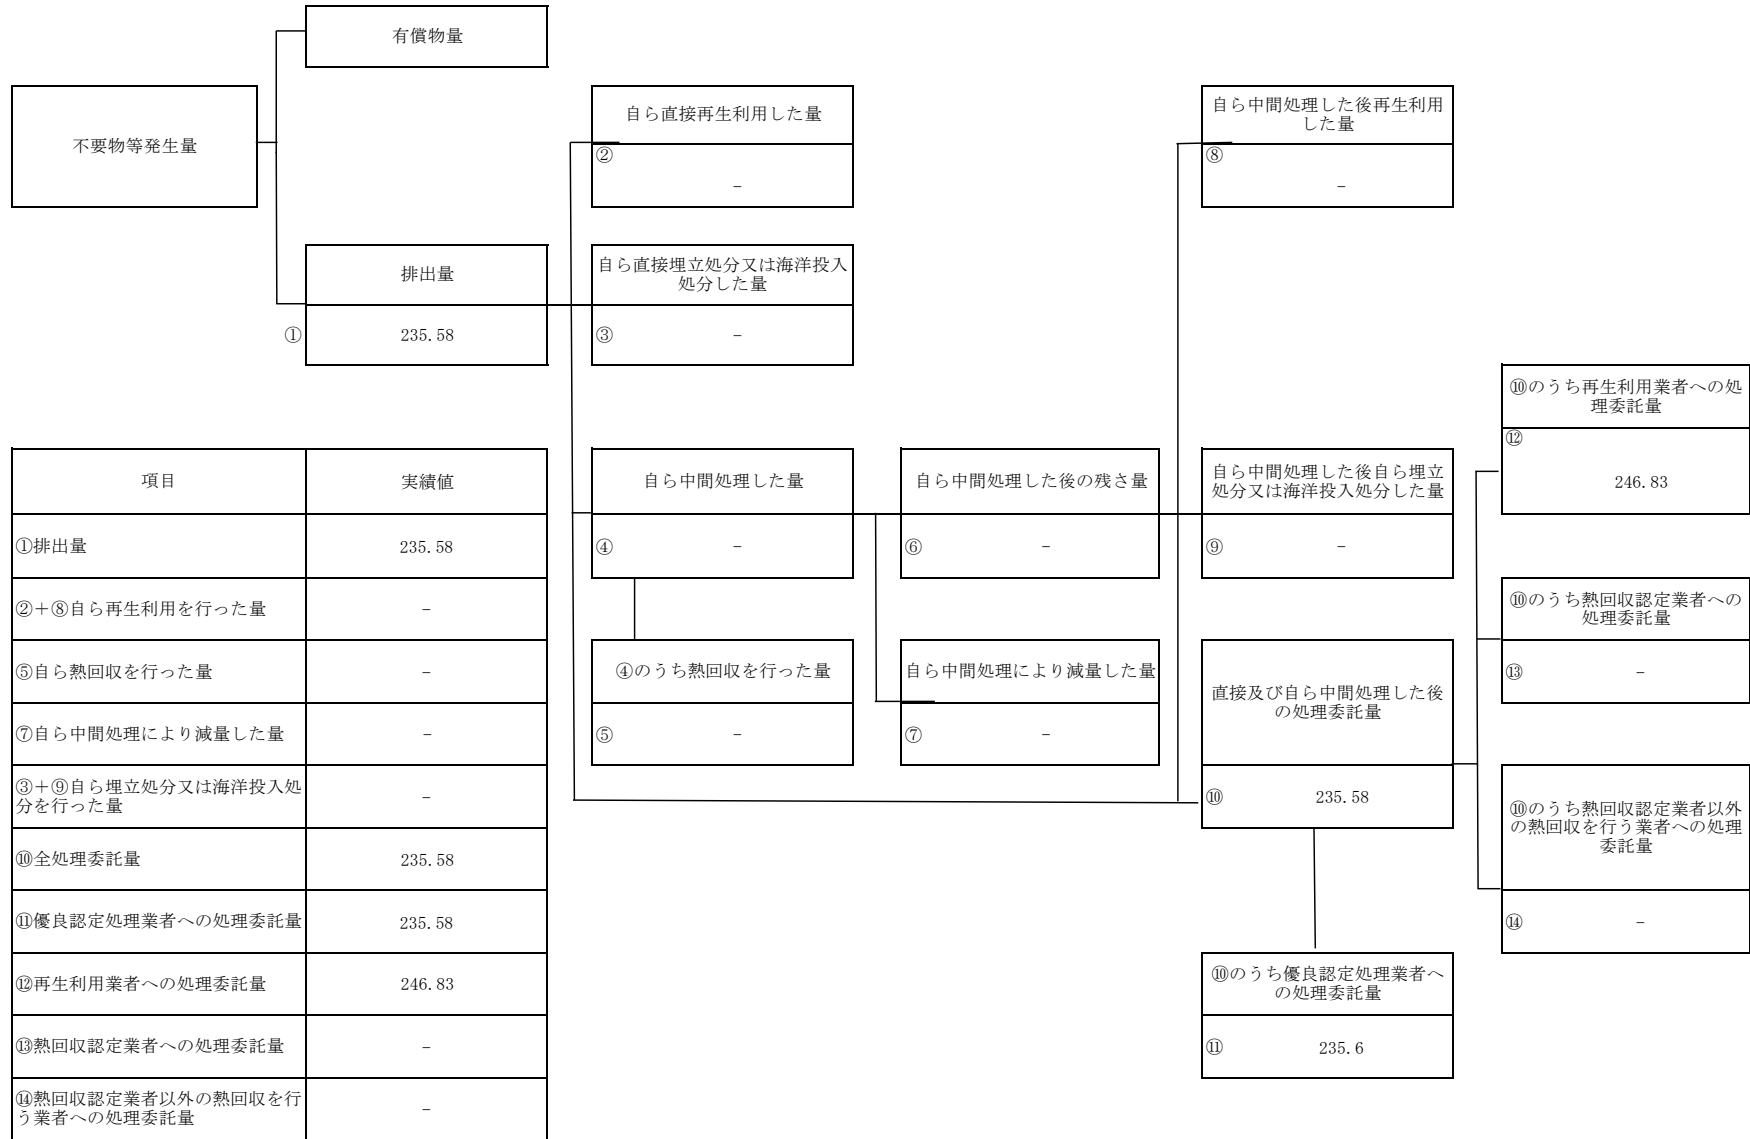 有償物量
不要物等発生量
自ら直接再生利用した量
②
-
自ら中間処理した後再生利用
した量
⑧
-
排出量
①
235.58
自ら直接埋立処分又は海洋投入
処分した量
③
-
⑩のうち再生利用業者への処
理委託量
⑫
246.83
項目
実績値
①排出量
235.58
②+⑧自ら再生利用を行った量
-
⑤自ら熱回収を行った量
-
⑦自ら中間処理により減量した量
-
③+⑨自ら埋立処分又は海洋投入処
分を行った量
-
⑩全処理委託量
235.58
⑪優良認定処理業者への処理委託量
235.58
⑫再生利用業者への処理委託量
246.83
⑬熱回収認定業者への処理委託量
-
⑭熱回収認定業者以外の熱回収を行
う業者への処理委託量
-
自ら中間処理した量
④
-
自ら中間処理した後の残さ量
⑥
-
自ら中間処理した後自ら埋立
処分又は海洋投入処分した量
⑨
-
⑩のうち熱回収認定業者への
処理委託量
⑬
-
④のうち熱回収を行った量
⑤
-
自ら中間処理により減量した量
⑦
-
直接及び自ら中間処理した後
の処理委託量
⑩
235.58
⑩のうち熱回収認定業者以外
の熱回収を行う業者への処理
委託量
⑭
-
⑩のうち優良認定処理業者へ
の処理委託量
⑪
235.6